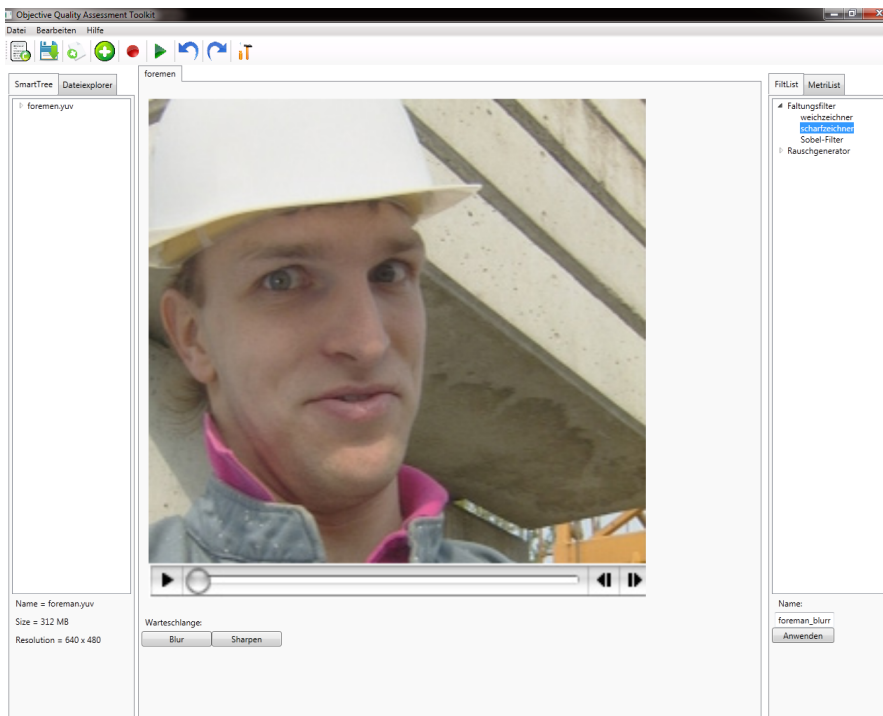 Objective Quality Assessment Toolkit
Datei Bearbeiten Hilfe
SmartTree Dateiexplorer
foremen
FiltList MetriList
foremen.yuv
Faltungsfilter
weichzeichner
scharfzeichner
Sobel-Filter
Rauschgenerator
Name = foreman.yuv
Size = 312 MB
Resolution = 640 x 480
Warteschlange:
Blur Sharpen
Name:
foreman_blurr
Anwenden